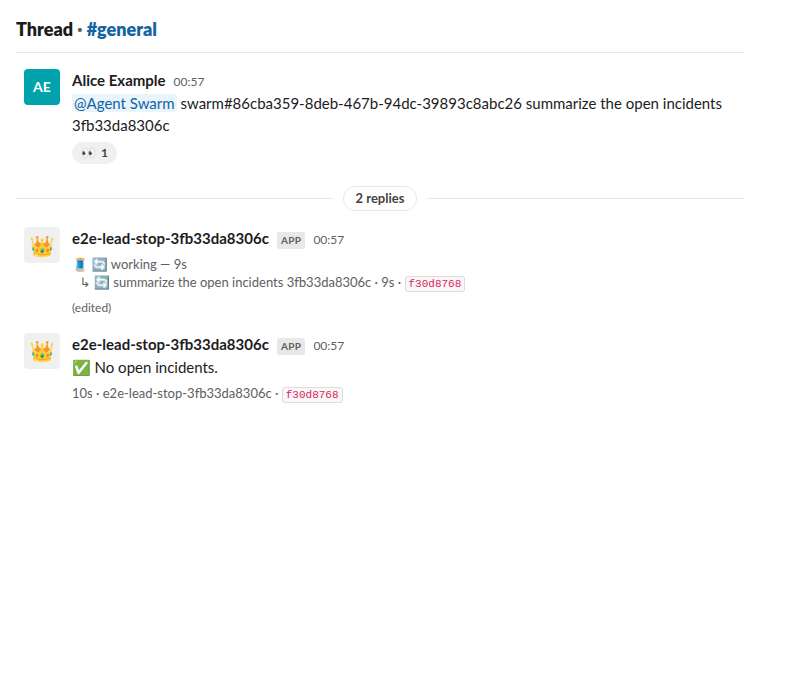 Thread • #general
AE
Alice Example 00:57
@Agent Swarm swarm#86cba359-8deb-467b-94dc-39893c8abc26 summarize the open incidents
3fb33da8306c
👀 1
2 replies
e2e-lead-stop-3fb33da8306c APP 00:57
🧵 🔄 working — 9s
↳ 🔄 summarize the open incidents 3fb33da8306c · 9s · f30d8768
(edited)
e2e-lead-stop-3fb33da8306c APP 00:57
✅ No open incidents.
10s · e2e-lead-stop-3fb33da8306c · f30d8768